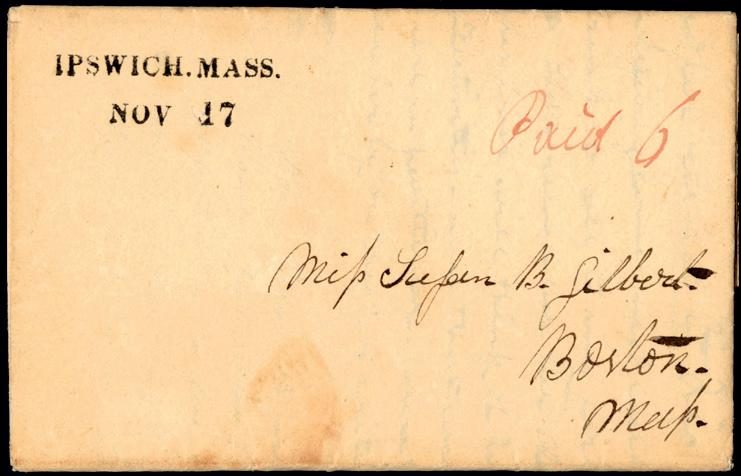 IPSWICH. MASS.
NOV 17
Paid 6
Miſs Suſan B. Gilbert.
Boston.
Maſs.